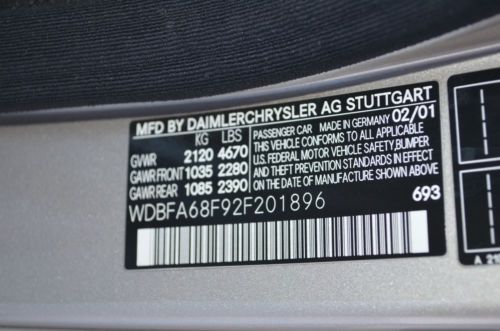 MFD BY DAIMLERCHRYSLER AG STUTTGART
KG LBS
GVWR 2120 4670
GAWR FRONT 1035 2280
GAWR REAR 1085 2390
PASSENGER CAR MADE IN GERMANY 02/01
THIS VEHICLE CONFORMS TO ALL APPLICABLE
U.S. FEDERAL MOTOR VEHICLE SAFETY,BUMPER
AND THEFT PREVENTION STANDARDS IN
EFFECT ON THE DATE OF MANUFACTURE
SHOWN ABOVE.
WDBFA68F92F201896
693